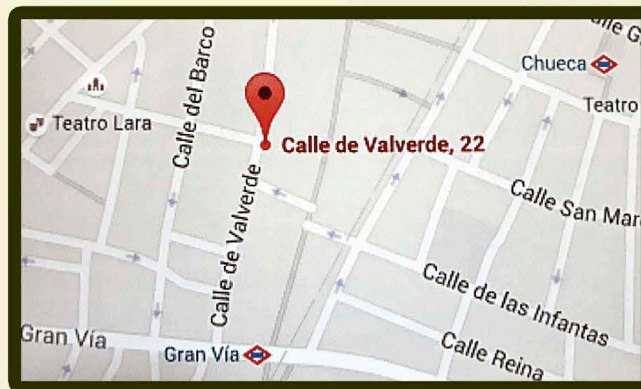 Calle del Barco
Chueca
Teatro
Teatro Lara
Calle de Valverde, 22
Calle San Mar
Calle de Valverde
Calle de las Infantas
Gran Vía
Gran Vía
Calle Reina